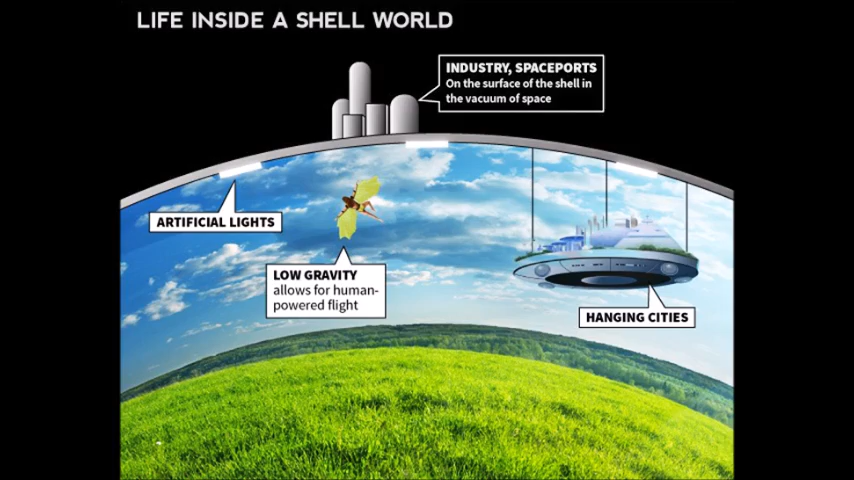 LIFE INSIDE A SHELL WORLD
INDUSTRY, SPACEPORTS
On the surface of the shell in
the vacuum of space
ARTIFICIAL LIGHTS
LOW GRAVITY
allows for human-
powered flight
HANGING CITIES